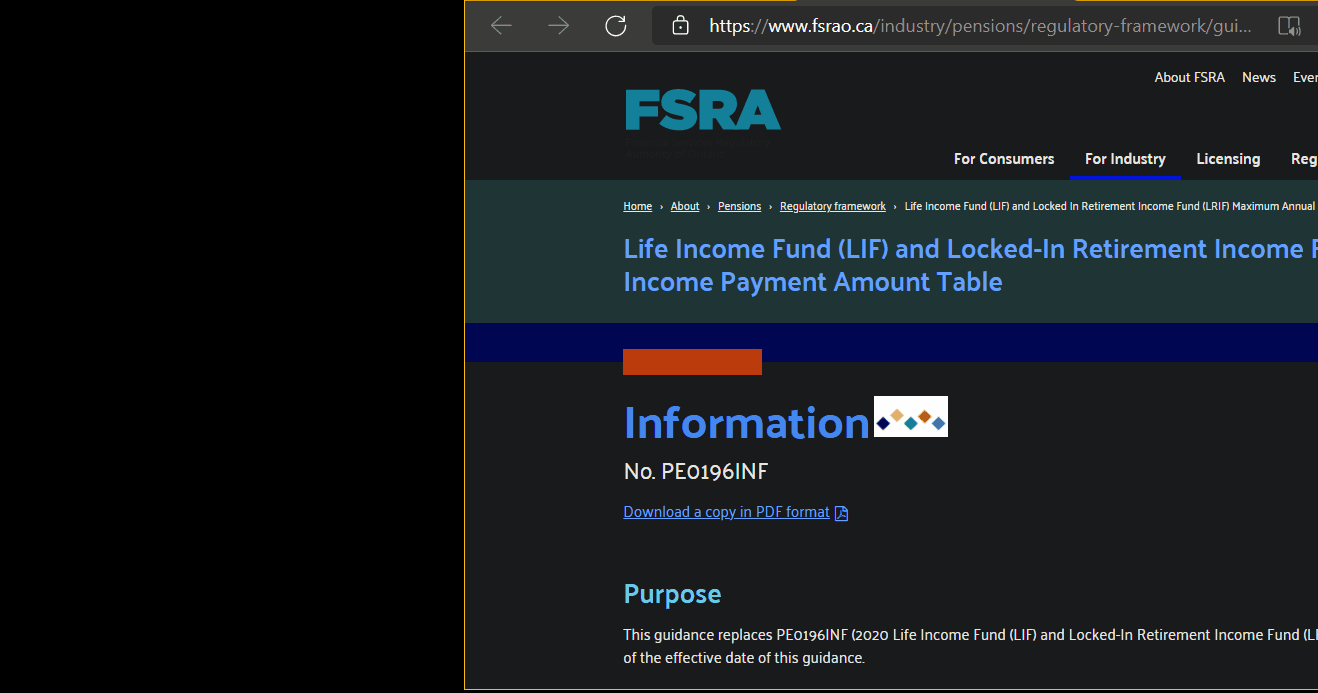 https://www.fsrao.ca/industry/pensions/regulatory-framework/gui...
About FSRA News Ever
FSRA
For Consumers For Industry Licensing Reg
Home › About › Pensions › Regulatory framework › Life Income Fund (LIF) and Locked In Retirement Income Fund (LRIF) Maximum Annual
Life Income Fund (LIF) and Locked-In Retirement Income F
Income Payment Amount Table
Information
No. PE0196INF
Download a copy in PDF format
Purpose
This guidance replaces PE0196INF (2020 Life Income Fund (LIF) and Locked-In Retirement Income Fund (L
of the effective date of this guidance.